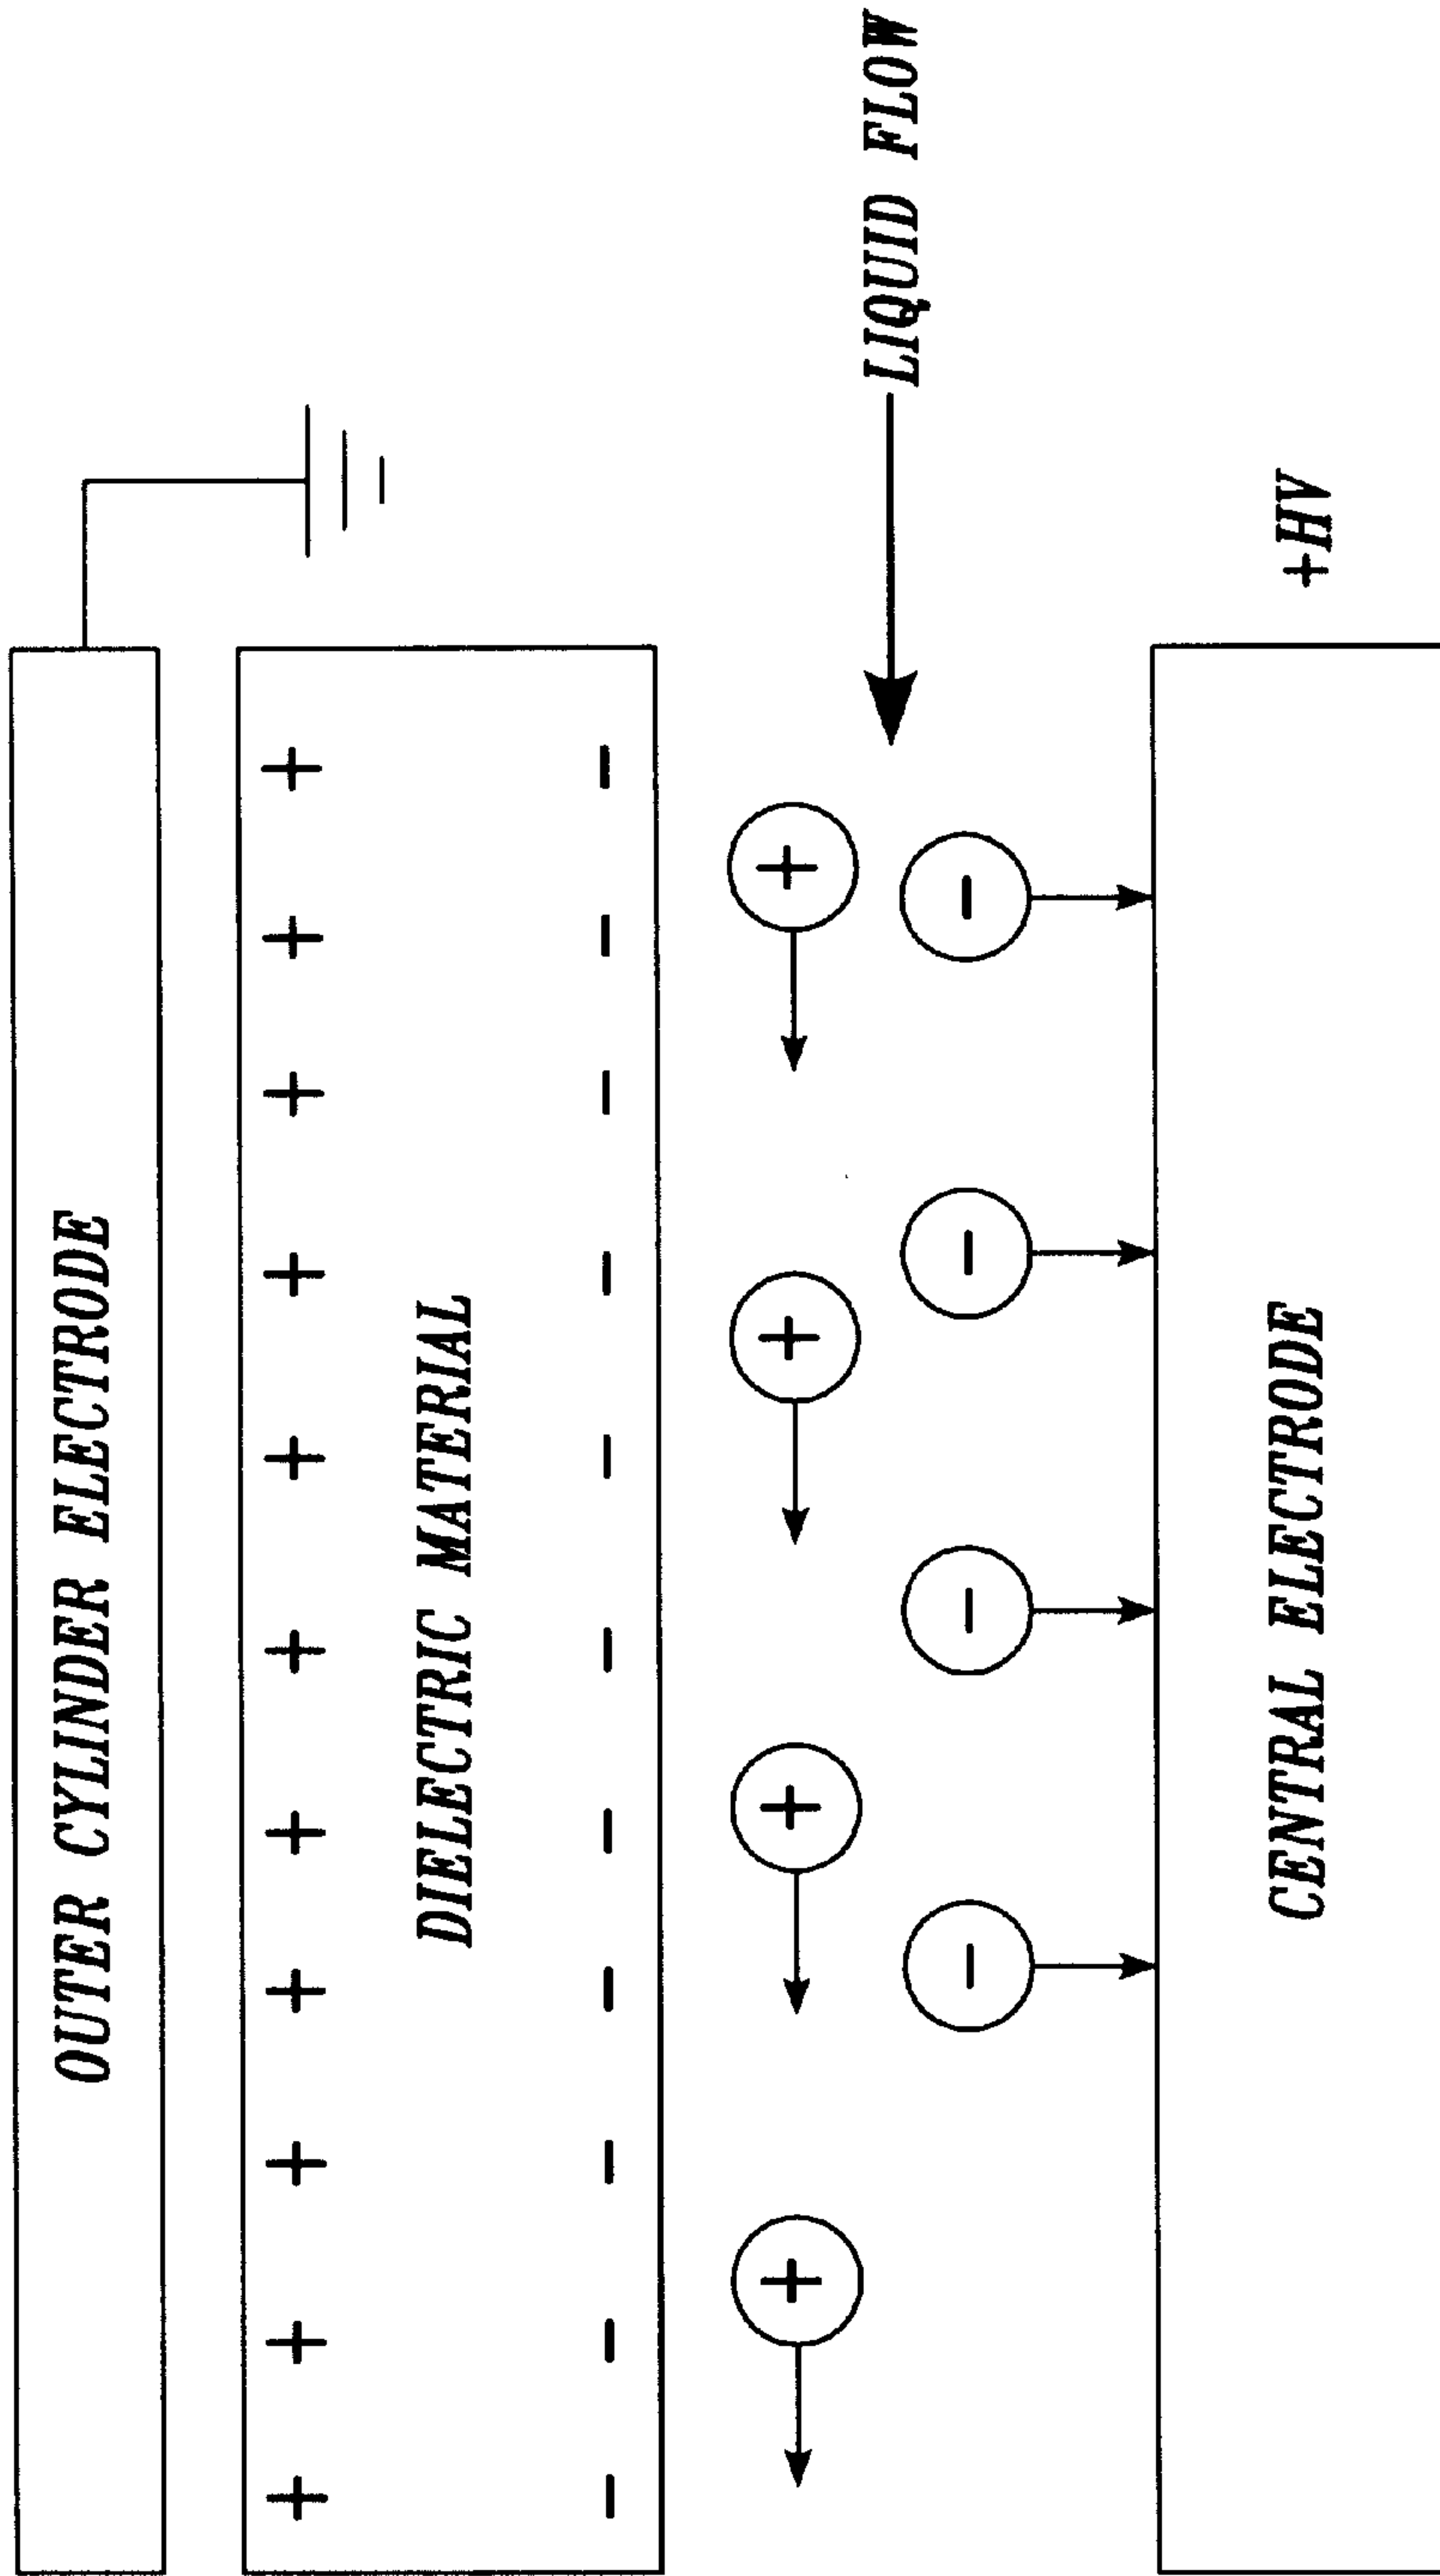 OUTER CYLINDER ELECTRODE
+ + + + + + + + + + +
DIELECTRIC MATERIAL
- - - - - - - - - - -
+ + + +
LIQUID FLOW
- - - -
CENTRAL ELECTRODE
+HV